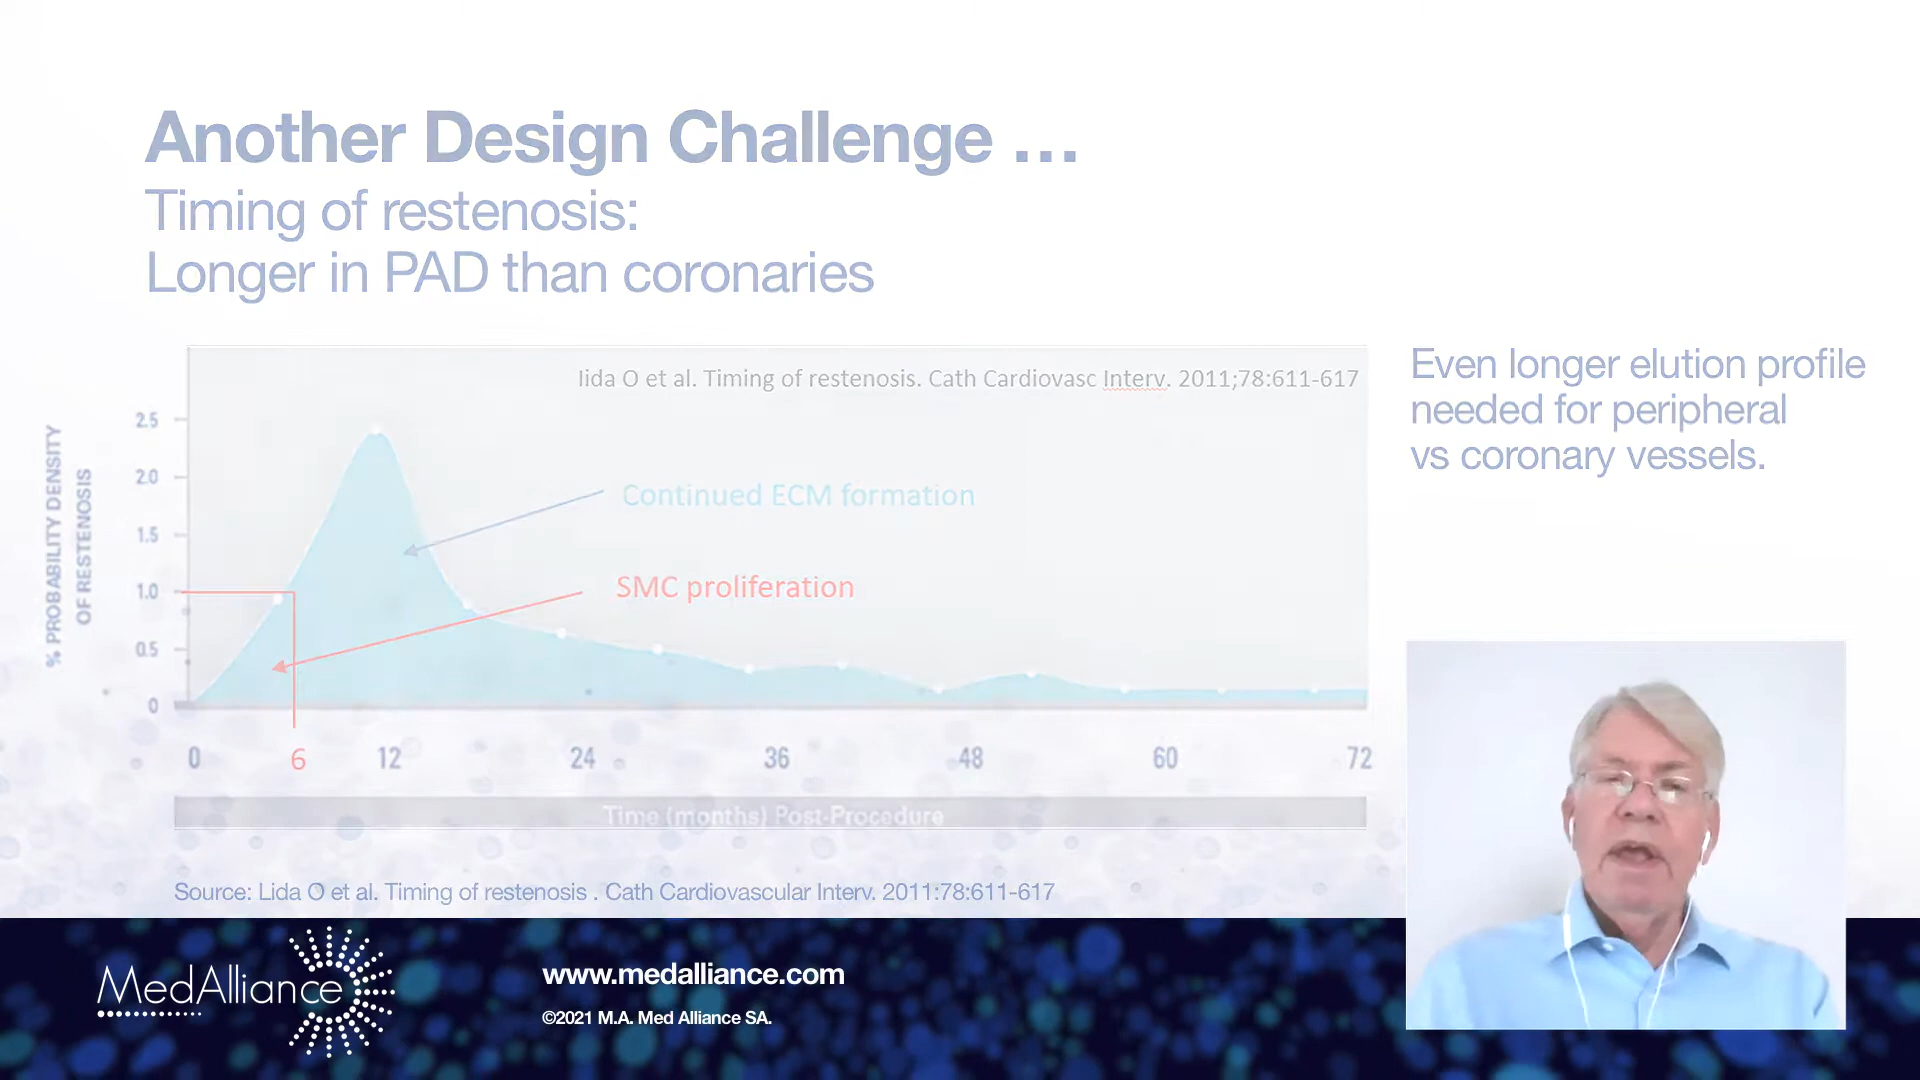 Another Design Challenge ...
Timing of restenosis:
Longer in PAD than coronaries
Iida O et al. Timing of restenosis. Cath Cardiovasc Interv. 2011;78:611-617
Even longer elution profile
needed for peripheral
vs coronary vessels.
% PROBABILITY DENSITY
OF RESTENOSIS
2.5
2.0
1.5
1.0
0.5
0
Continued ECM formation
SMC proliferation
0 6 12 24 36 48 60 72
Time (months) Post-Procedure
Source: Lida O et al. Timing of restenosis . Cath Cardiovascular Interv. 2011:78:611-617
MedAlliance
www.medalliance.com
©2021 M.A. Med Alliance SA.